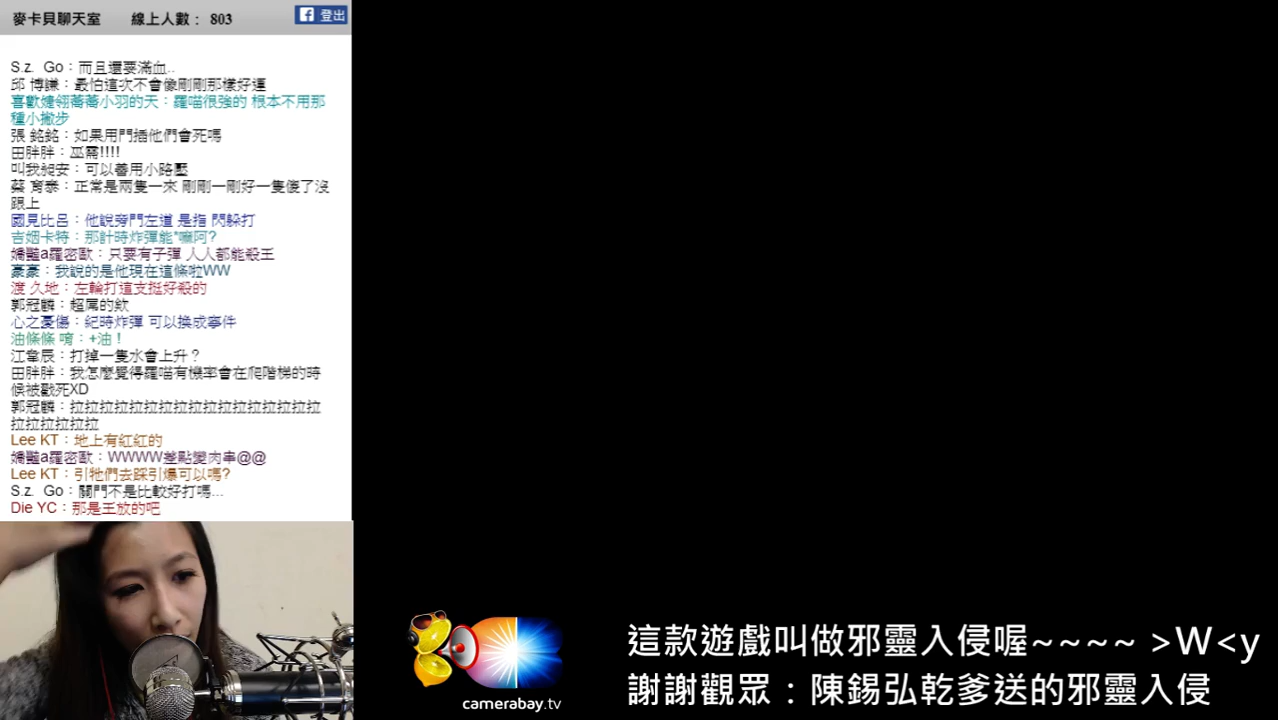 麥卡貝聊天室 線上人數： 803
登出
S.z. Go：而且還要滿血..
邱 博謙：最怕這次不會像剛剛那樣好運
喜歡婕翎蕎蕎小羽的天：羅喵很強的 根本不用那
種小撇步
張 銘銘：如果用門插他們會死嗎
田胖胖：巫需!!!!
叫我昶安：可以善用小路壓
蔡 育泰：正常是兩隻一來 剛剛一剛好一隻傻了沒
跟上
國見比呂：他說旁門左道 是指 閃躲打
吉姻卡特：那計時炸彈能*嘛阿?
嬌豔a羅密歐：只要有子彈 人人都能殺王
豪豪：我說的是他現在這條啦WW
渡 久地：左輪打這支挺好殺的
郭冠麟：超屌的欸
心之憂傷：紀時炸彈 可以換成零件
油條條 唷：+油！
江韋辰：打掉一隻水會上升？
田胖胖：我怎麼覺得羅喵有機率會在爬階梯的時
候被戳死XD
郭冠麟：拉拉拉拉拉拉拉拉拉拉拉拉拉拉拉拉拉
拉拉拉拉拉拉
Lee KT：地上有紅紅的
嬌豔a羅密歐：WWWW差點變肉串@@
Lee KT：引牠們去踩引爆可以嗎?
S.z. Go：關門不是比較好打嗎...
Die YC：那是王放的吧
camerabay.tv
這款遊戲叫做邪靈入侵喔~~~~ >W<y
謝謝觀眾：陳錫弘乾爹送的邪靈入侵